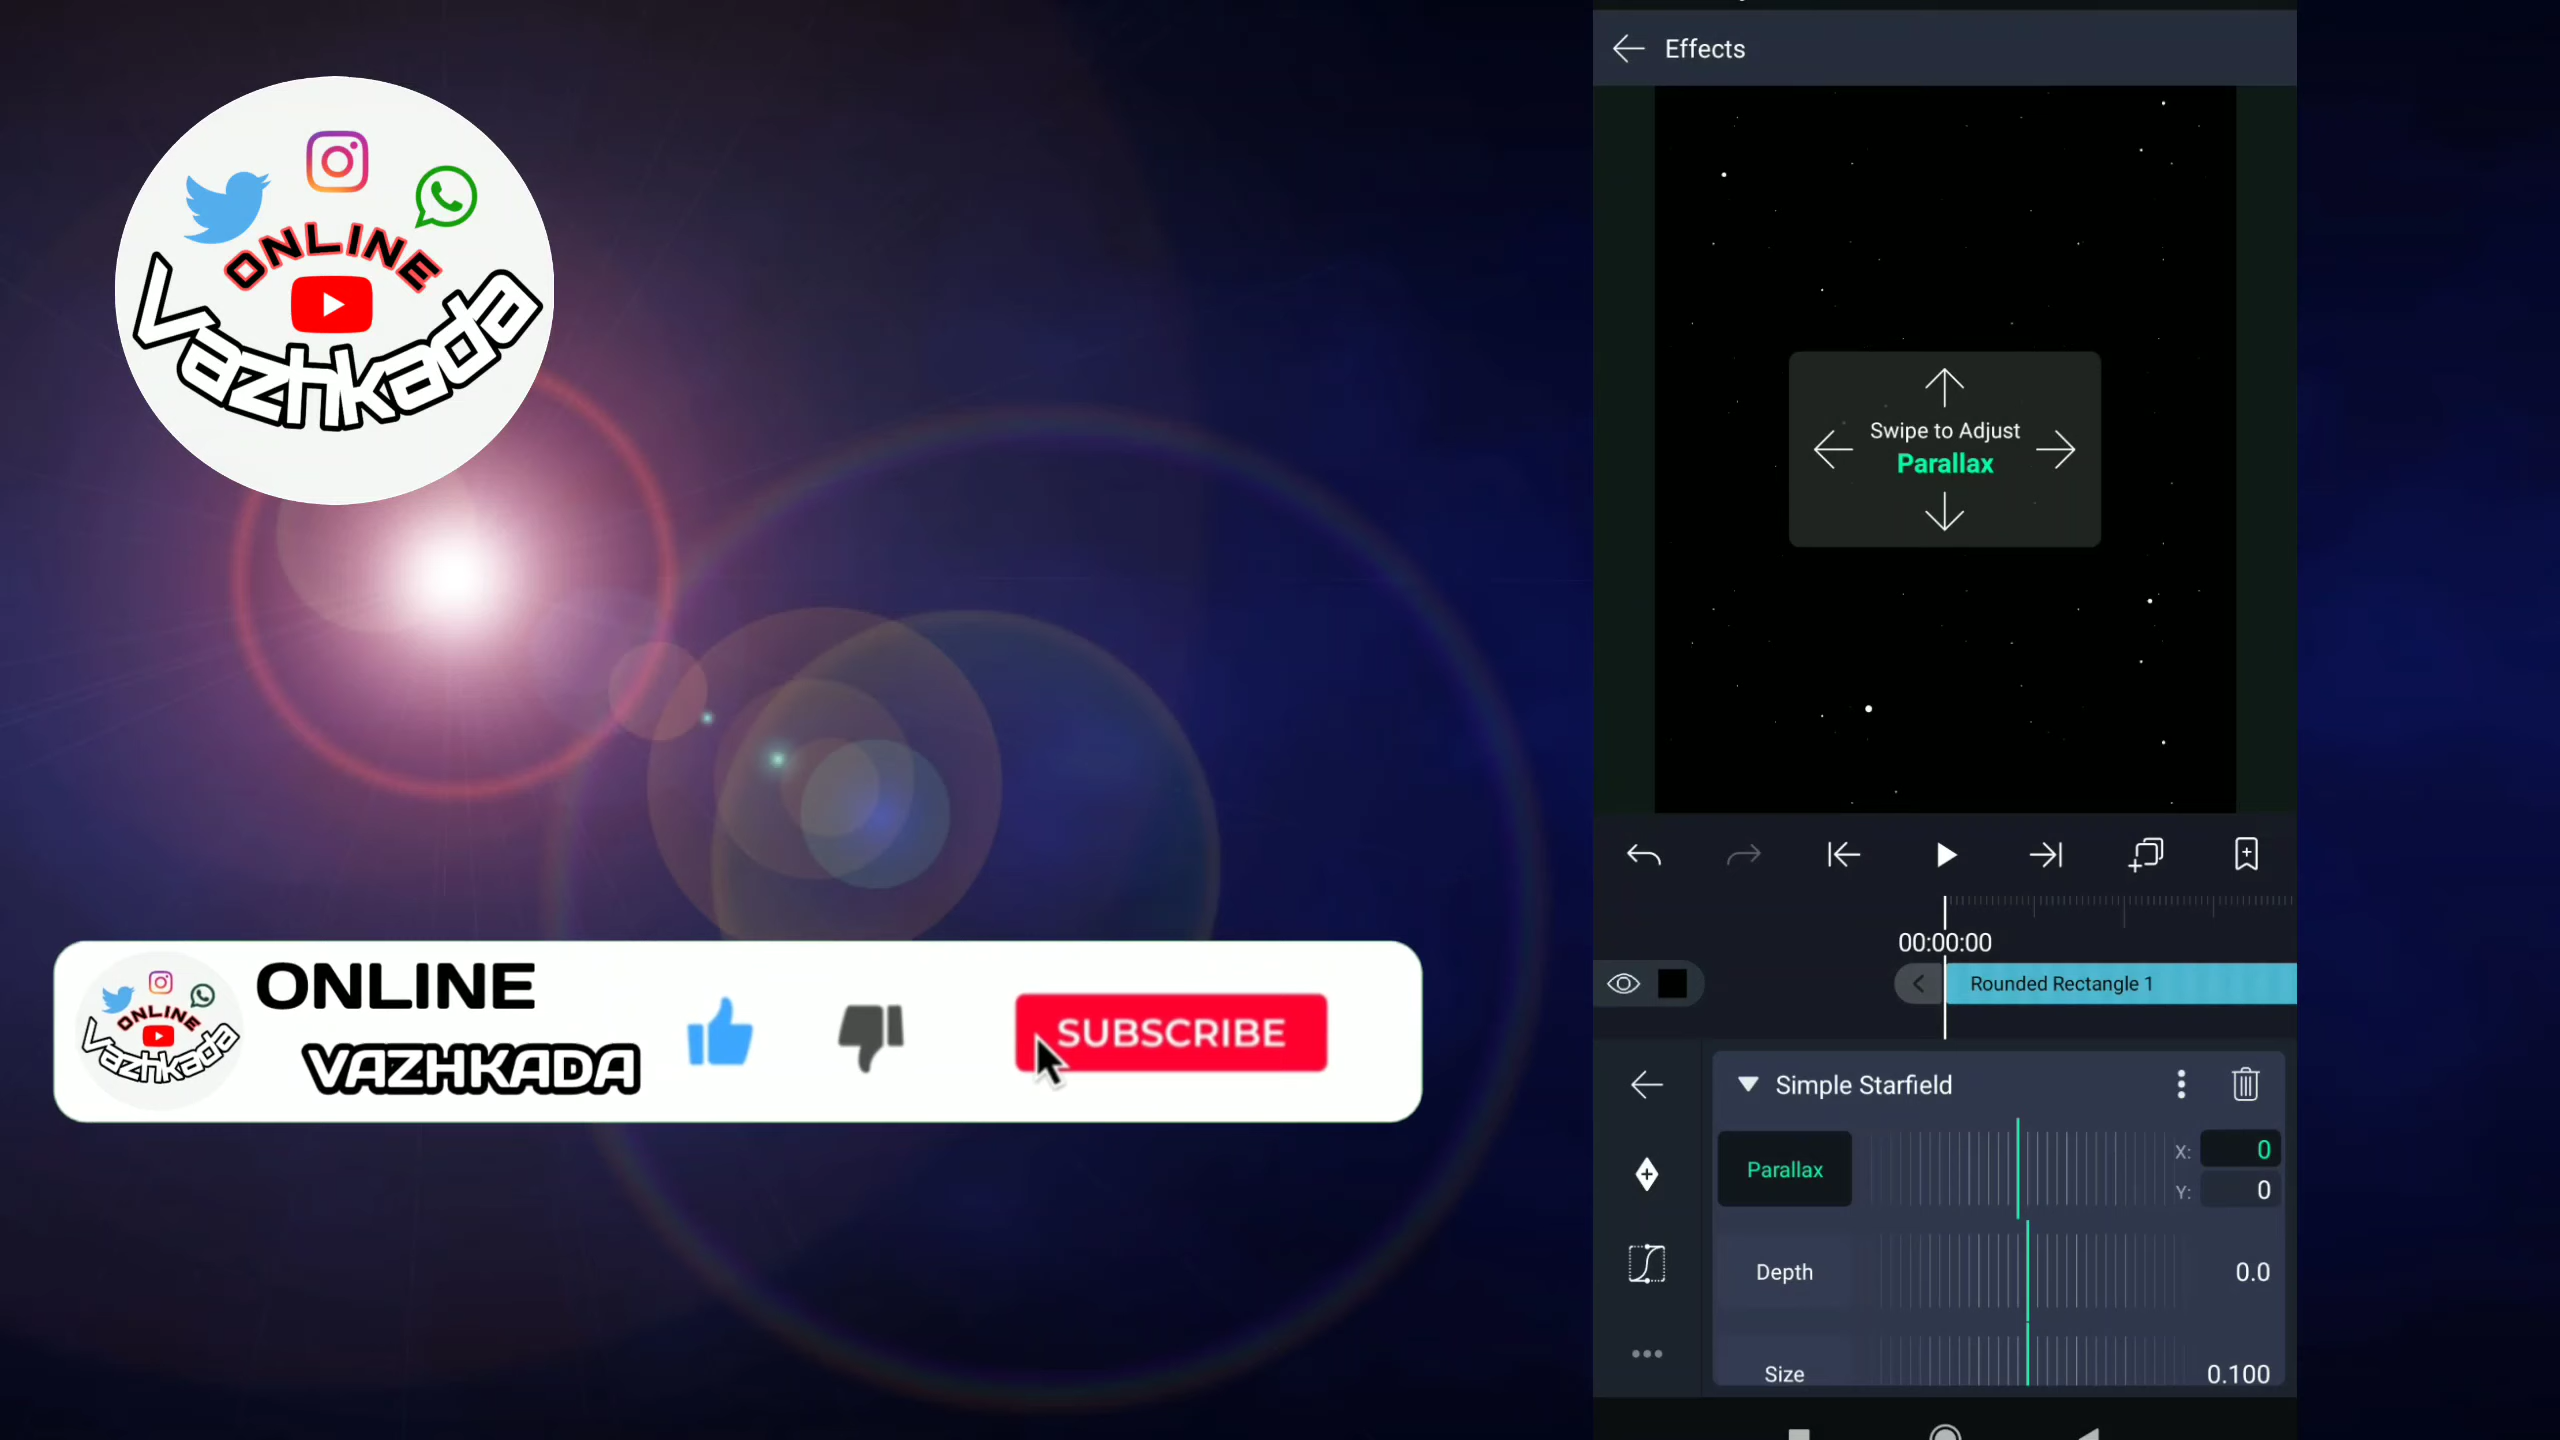 ONLINE
Vazhkada
ONLINE
Vazhkada
ONLINE
VAZHKADA
SUBSCRIBE
Effects
Swipe to Adjust
Parallax
00:00:00
Rounded Rectangle 1
Simple Starfield
Parallax
X: 0
Y: 0
Depth 0.0
Size 0.100